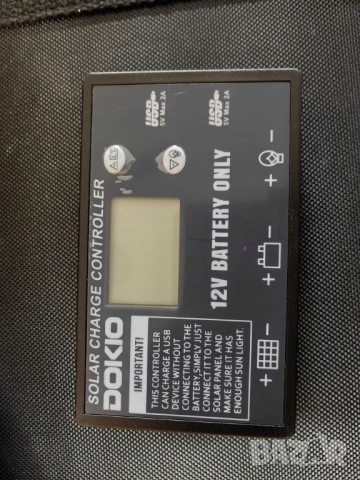 SOLAR CHARGE CONTROLLER
DOKIO
IMPORTANT!
THIS CONTROLLER
CAN CHARGE A USB
DEVICE WITHOUT
CONNECTING TO THE
BATTERY,SIMPLY JUST
CONNECT IT TO THE
SOLAR PANEL AND
MAKE SURE IT HAS
ENOUGH SUN LIGHT.
12V BATTERY ONLY
USB
5V Max 2A
USB
5V Max 2A
+ -
+ -
+ -
BAZAR